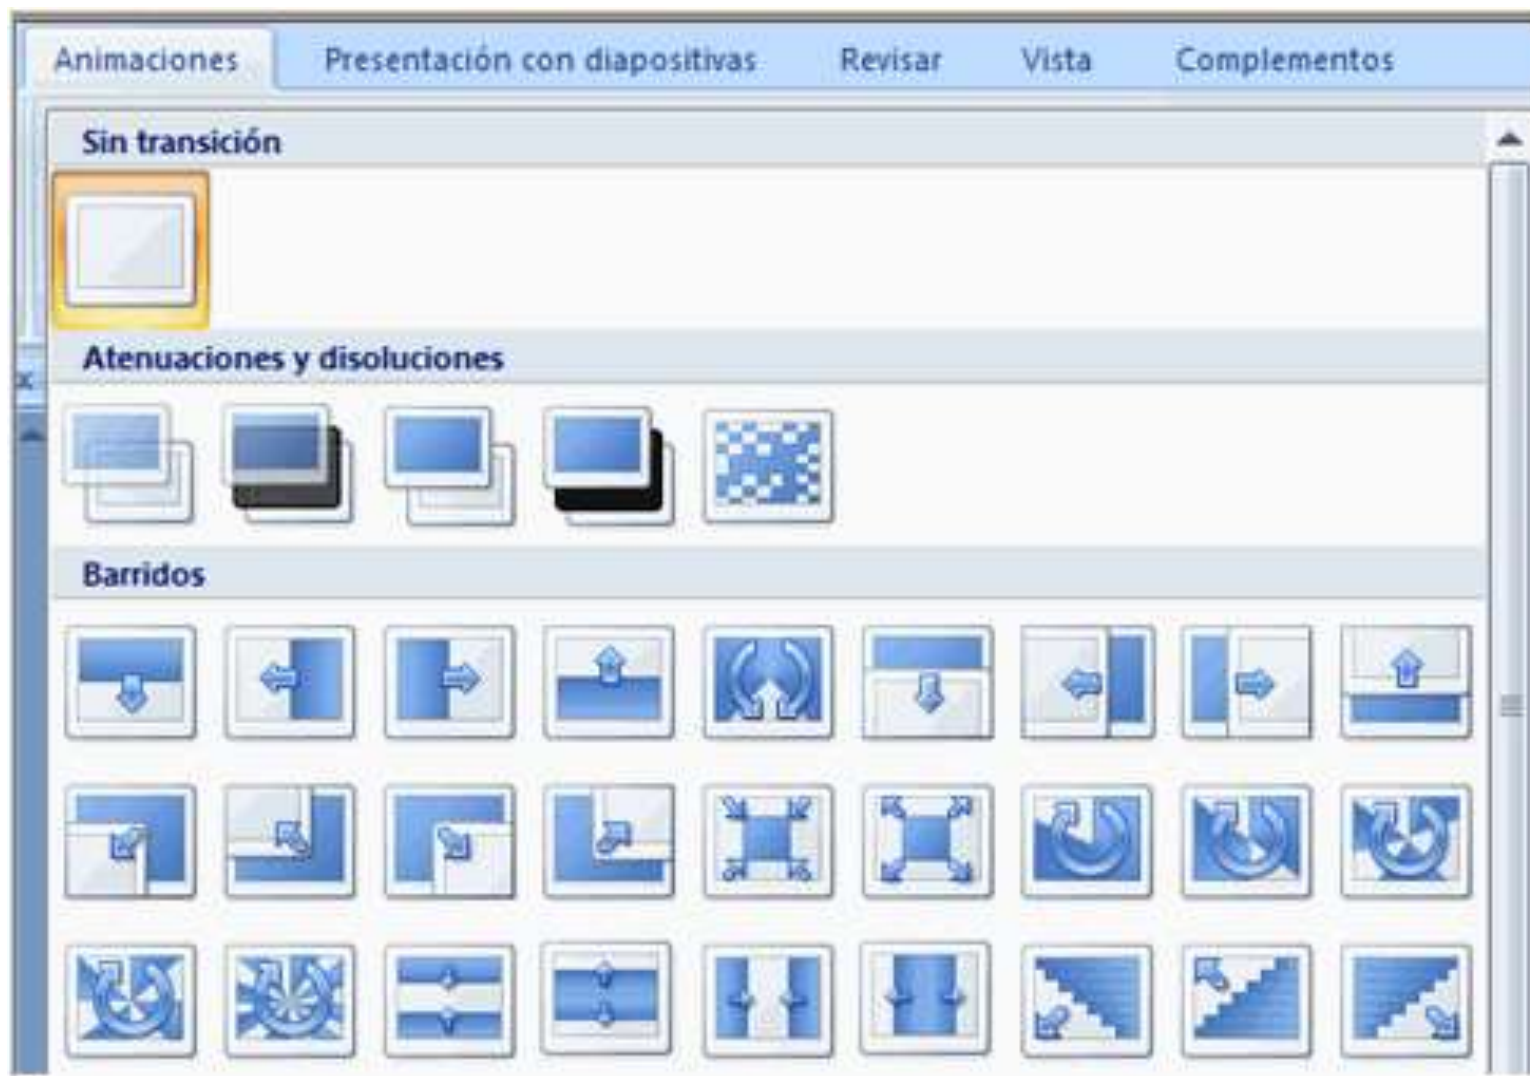 Animaciones Presentación con diapositivas Revisar Vista Complementos
Sin transición
Atenuaciones y disoluciones
Barridos